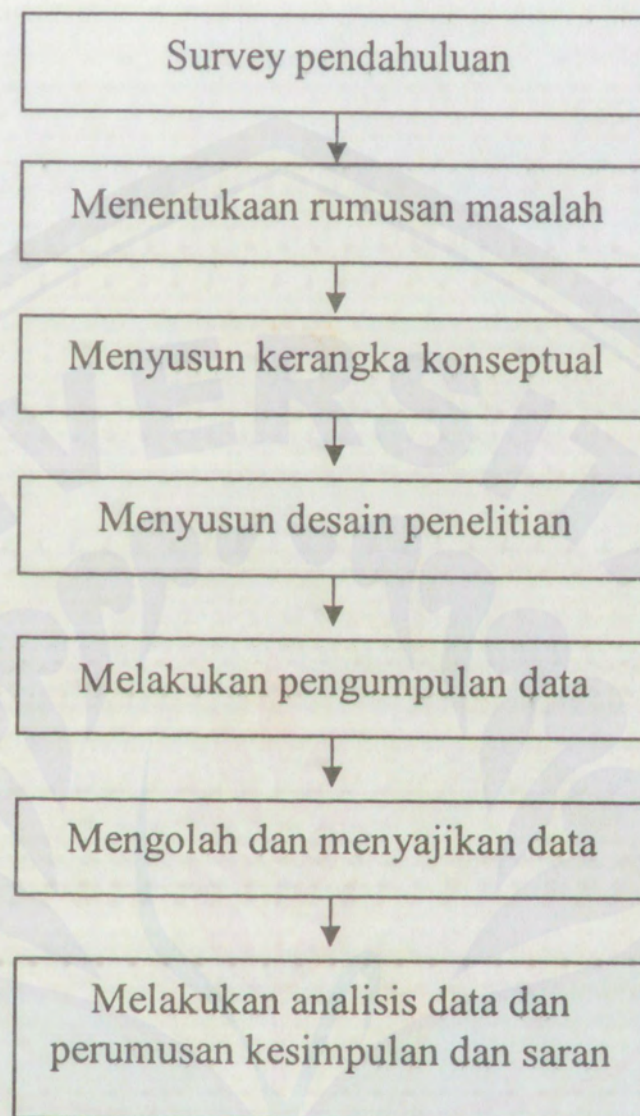 Survey pendahuluan
Menentukaan rumusan masalah
Menyusun kerangka konseptual
Menyusun desain penelitian
Melakukan pengumpulan data
Mengolah dan menyajikan data
Melakukan analisis data dan
perumusan kesimpulan dan saran